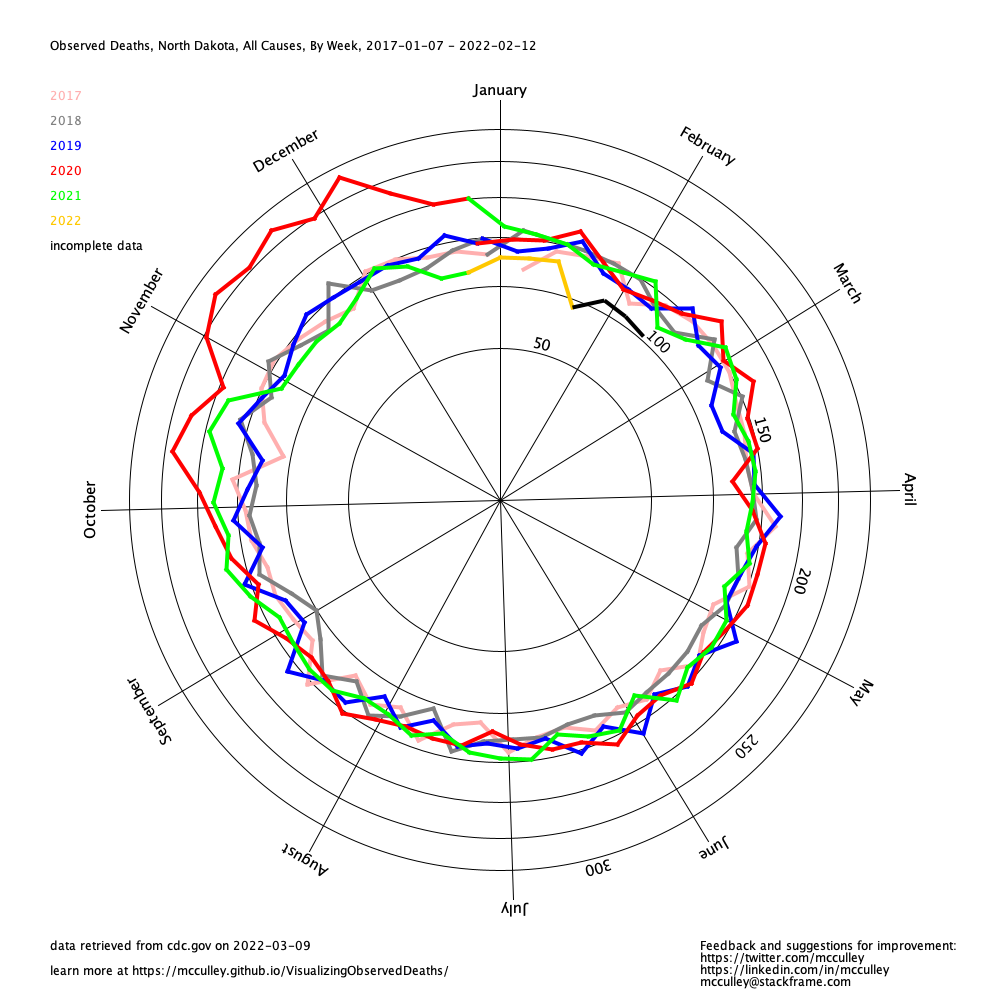 Observed Deaths, North Dakota, All Causes, By Week, 2017-01-07 - 2022-02-12
January
2017
2018
2019
2020
2021
2022
incomplete data
December
February
November
March
50
100
150
October
April
200
September
May
250
August
June
300
July
data retrieved from cdc.gov on 2022-03-09
learn more at https://mcculley.github.io/VisualizingObservedDeaths/
Feedback and suggestions for improvement:
https://twitter.com/mcculley
https://linkedin.com/in/mcculley
mcculley@stackframe.com